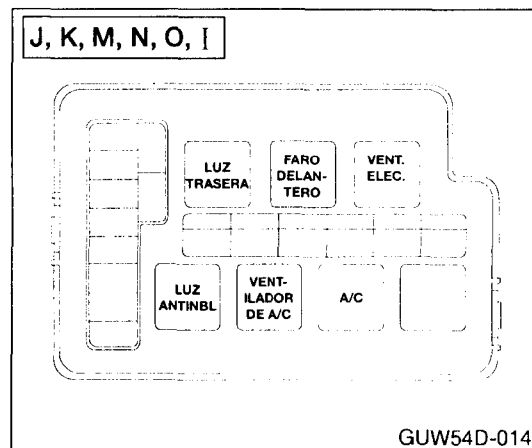 J, K, M, N, O, I
LUZ
TRASERA
FARO
DELAN-
TERO
VENT.
ELEC.
LUZ
ANTINBL
VENT-
ILADOR
DE A/C
A/C
GUW54D-014